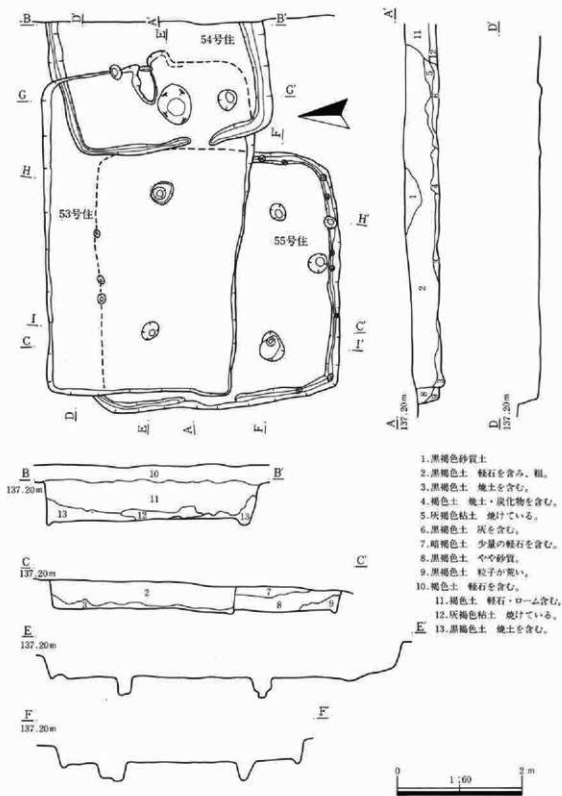 B
D′
A′
B′
E
54号住
G
G′
F
H
53号住
55号住
H′
I
C
C′
I′
D
E
A
F
A′
D′
11
12
5
6
1
2
8
9
A
137.20m
D
137.20m
B
B′
137.20m
10
11
13
12
13
C
C′
137.20m
2
7
3
8
9
E
E′
137.20m
F
F
137.20m
1.黒褐色砂質土
2.黒褐色土 軽石を含み、粗。
3.黒褐色土 焼土を含む。
4.褐色土 焼土・炭化物を含む。
5.灰褐色粘土 焼けている。
6.黒褐色土 灰を含む。
7.暗褐色土 少量の軽石を含む。
8.黒褐色土 やや砂質。
9.黒褐色土 粒子が荒い。
10.褐色土 軽石を含む。
11.褐色土 軽石・ローム含む。
12.灰褐色粘土 焼けている。
13.黒褐色土 焼土を含む。
0
1:60
2 m